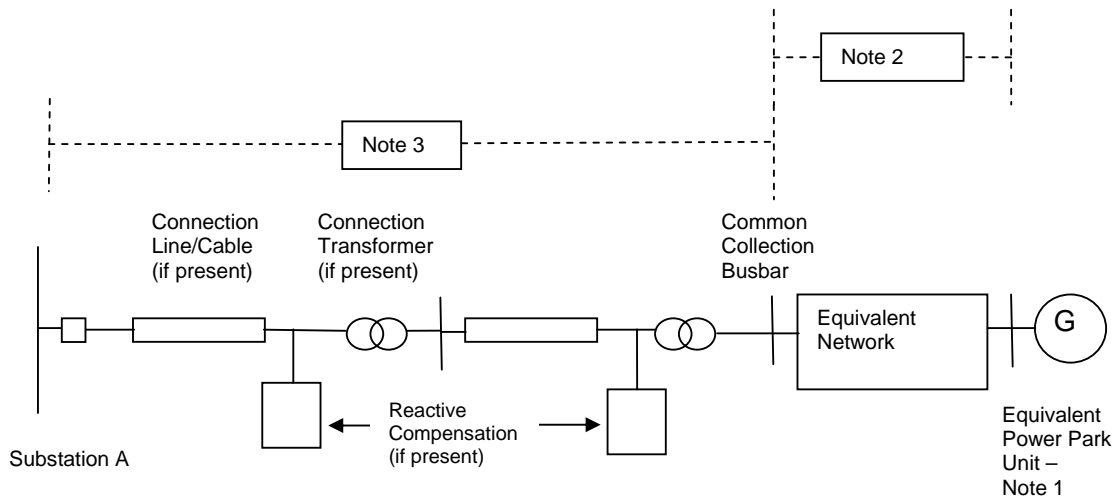 Note 2
Note 3
Connection
Line/Cable
(if present)
Connection
Transformer
(if present)
Common
Collection
Busbar
Equivalent
Network
G
Reactive
Compensation
(if present)
Substation A
Equivalent
Power Park
Unit –
Note 1